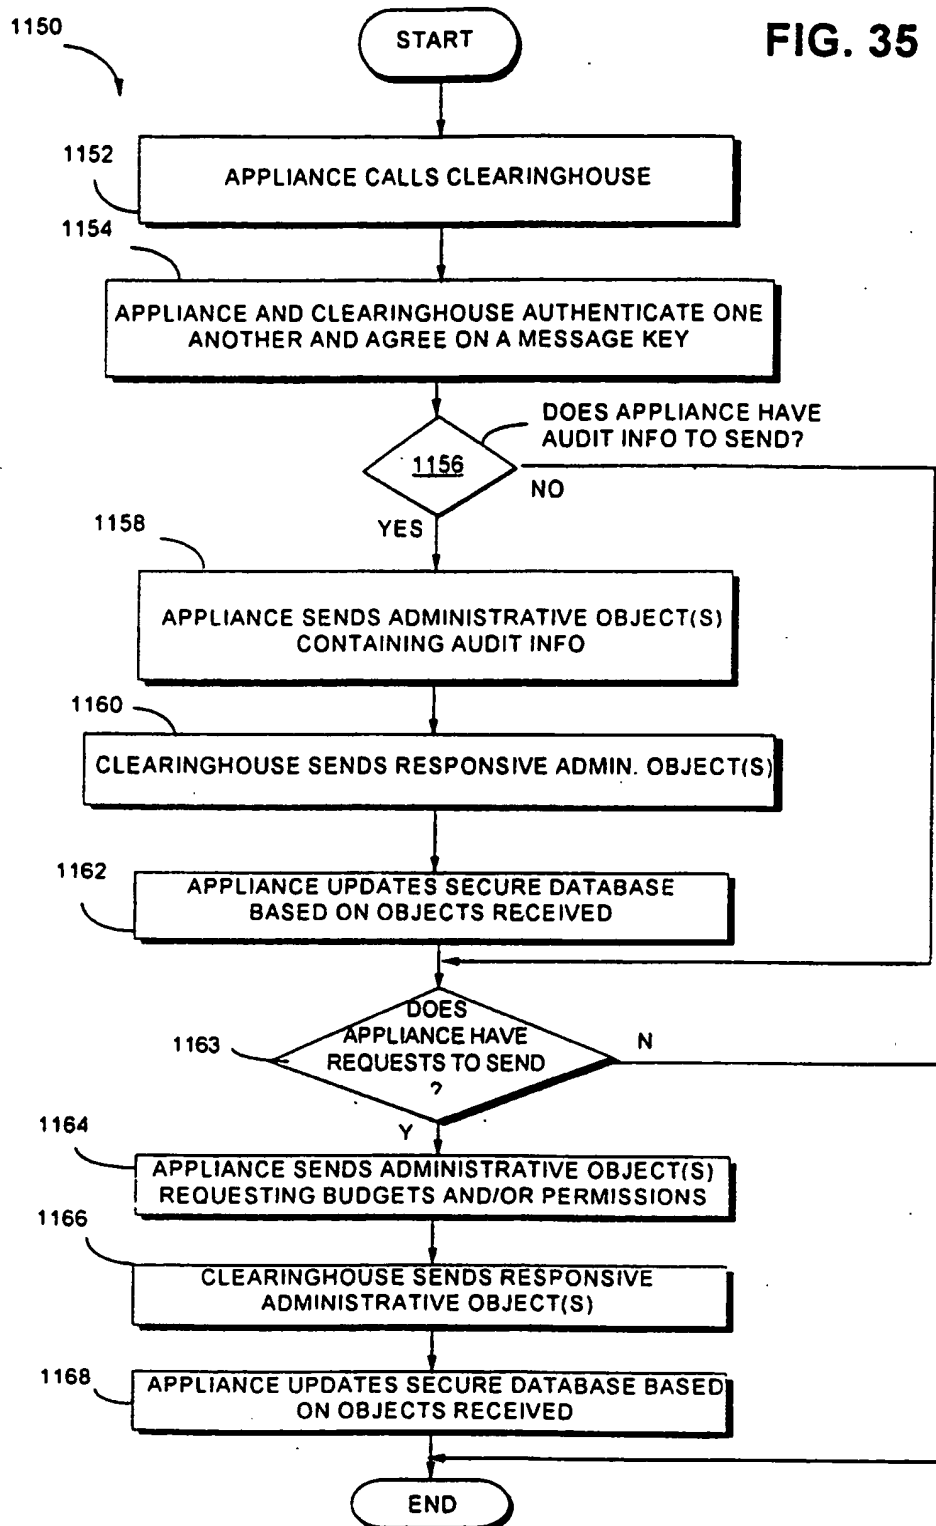 1150
START
FIG. 35
1152
APPLIANCE CALLS CLEARINGHOUSE
1154
APPLIANCE AND CLEARINGHOUSE AUTHENTICATE ONE
ANOTHER AND AGREE ON A MESSAGE KEY
DOES APPLIANCE HAVE
AUDIT INFO TO SEND?
1156
NO
YES
1158
APPLIANCE SENDS ADMINISTRATIVE OBJECT(S)
CONTAINING AUDIT INFO
1160
CLEARINGHOUSE SENDS RESPONSIVE ADMIN. OBJECT(S)
1162
APPLIANCE UPDATES SECURE DATABASE
BASED ON OBJECTS RECEIVED
1163
DOES
APPLIANCE HAVE
REQUESTS TO SEND
?
N
Y
1164
APPLIANCE SENDS ADMINISTRATIVE OBJECT(S)
REQUESTING BUDGETS AND/OR PERMISSIONS
1166
CLEARINGHOUSE SENDS RESPONSIVE
ADMINISTRATIVE OBJECT(S)
1168
APPLIANCE UPDATES SECURE DATABASE BASED
ON OBJECTS RECEIVED
END